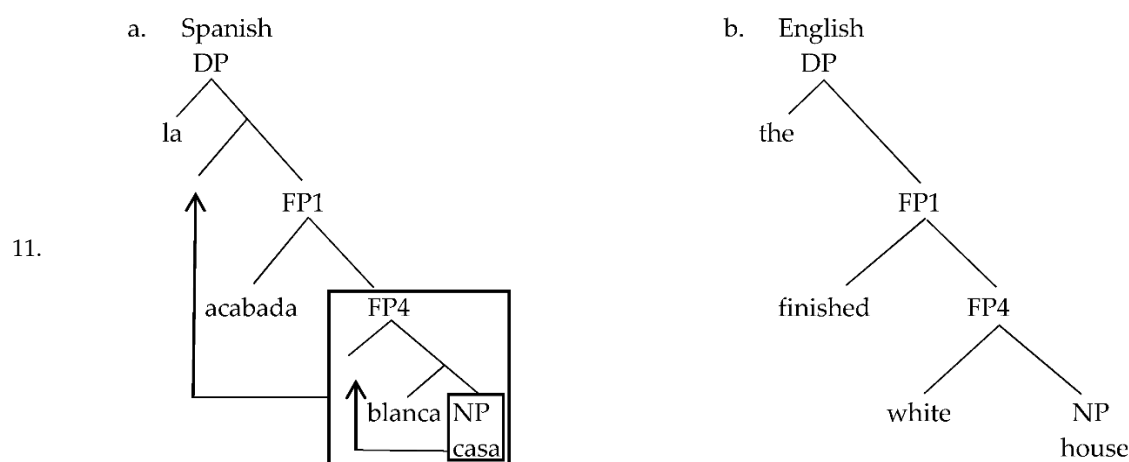 a. Spanish
DP
la
FP1
acabada
FP4
blanca NP
casa
b. English
DP
the
FP1
finished
FP4
white NP
house
11.